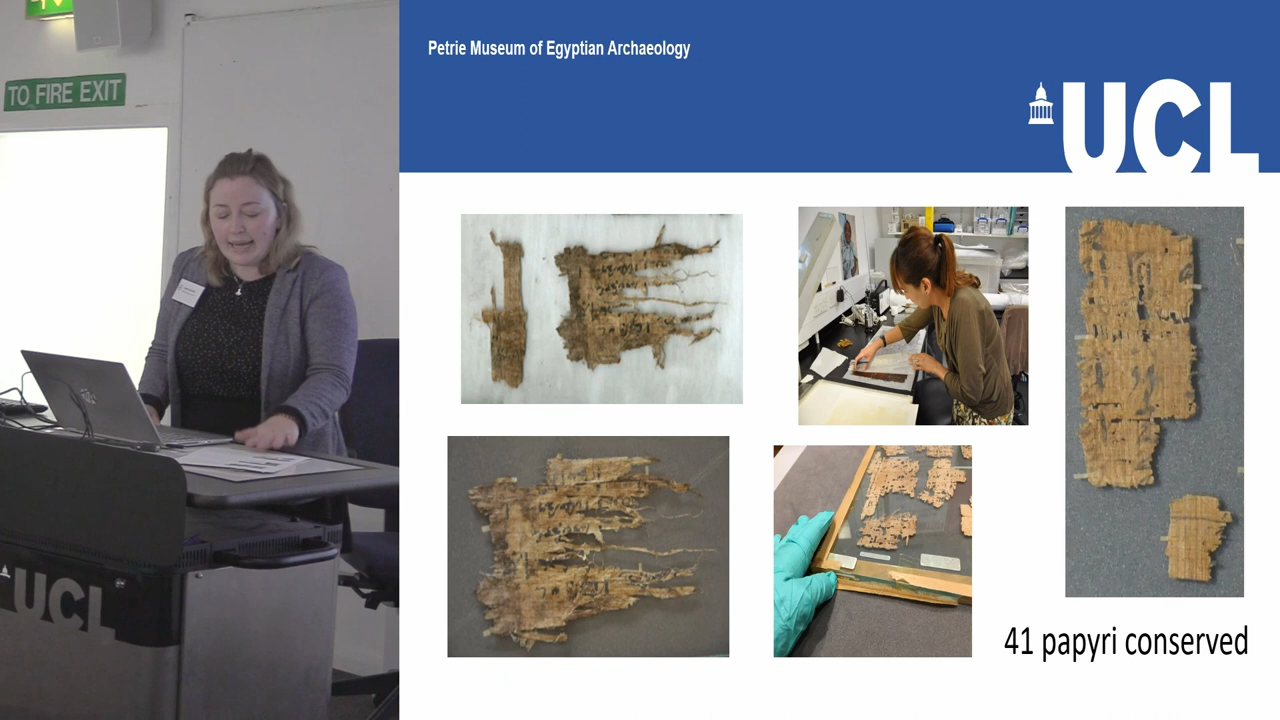 TO FIRE EXIT
UCL
Petrie Museum of Egyptian Archaeology
UCL
41 papyri conserved